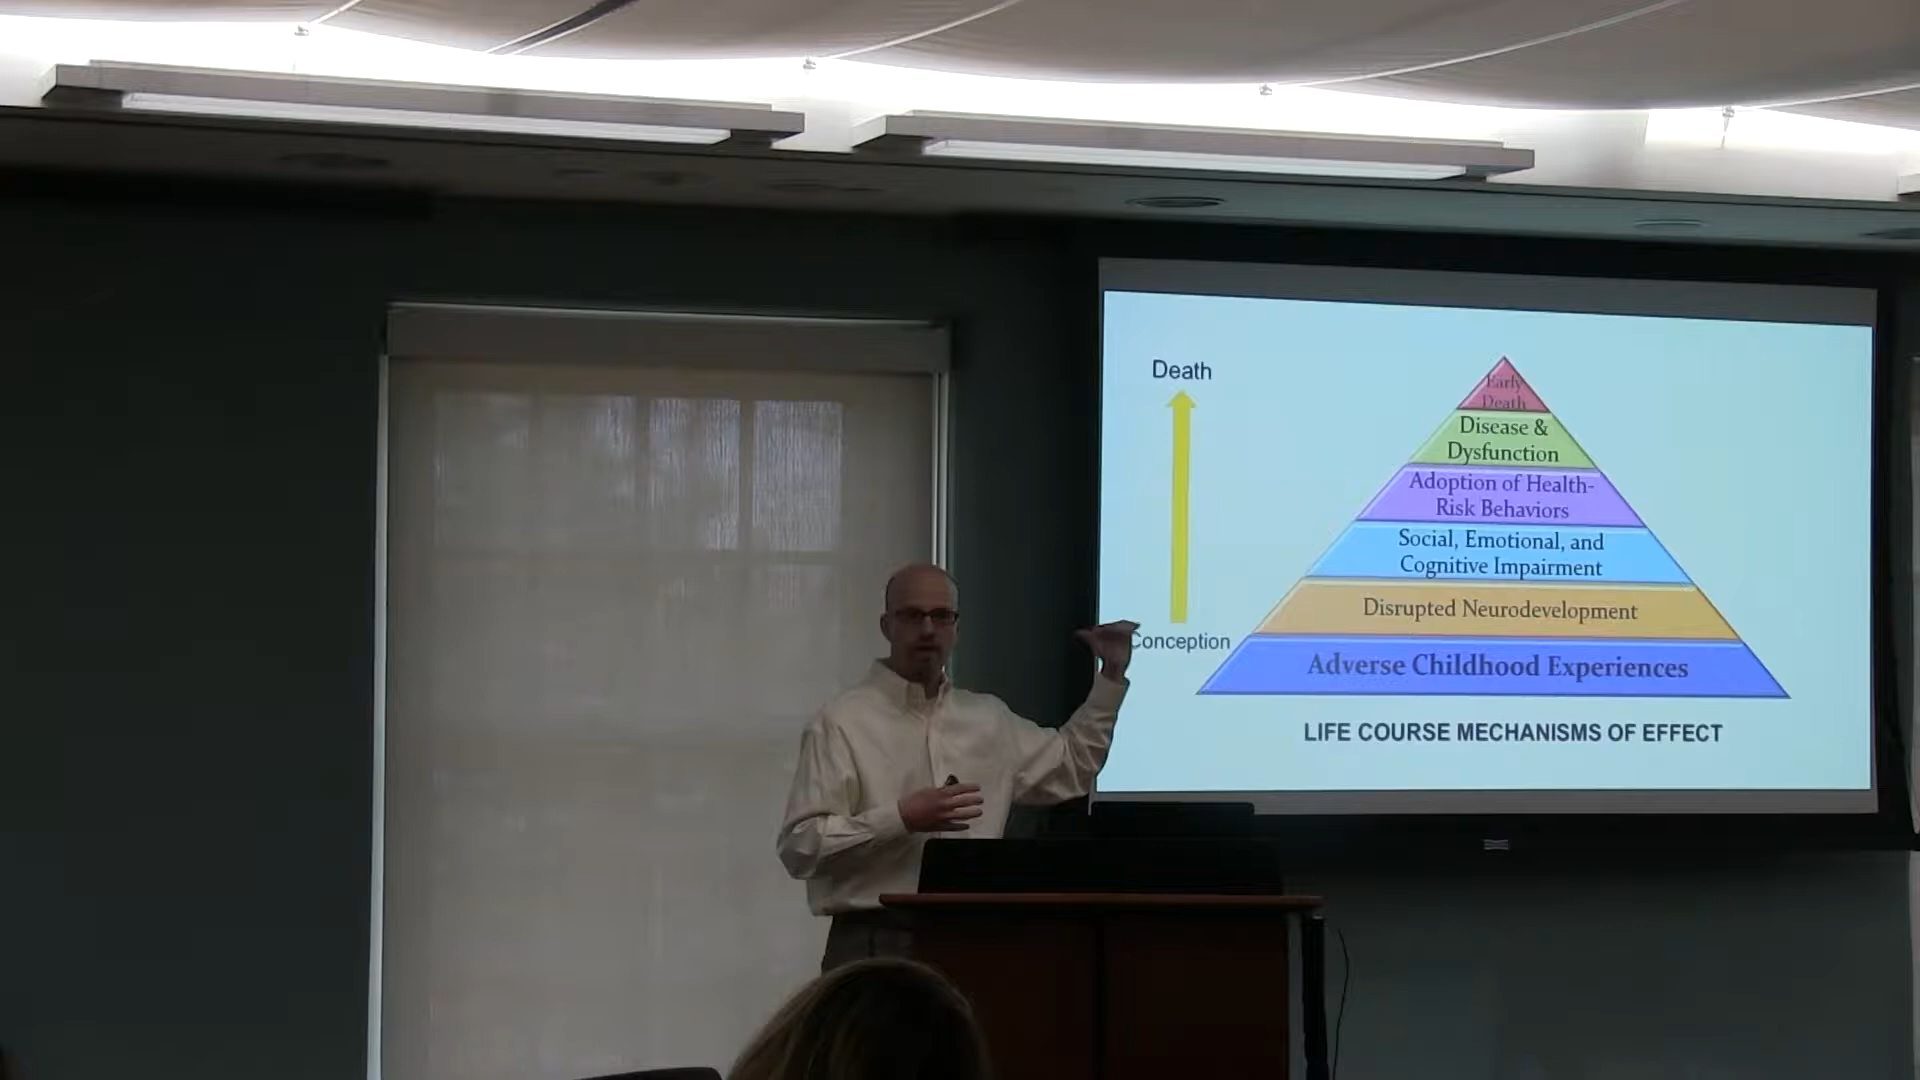 Death
Early
Death
Disease &
Dysfunction
Adoption of Health-
Risk Behaviors
Social, Emotional, and
Cognitive Impairment
Disrupted Neurodevelopment
Conception
Adverse Childhood Experiences
LIFE COURSE MECHANISMS OF EFFECT